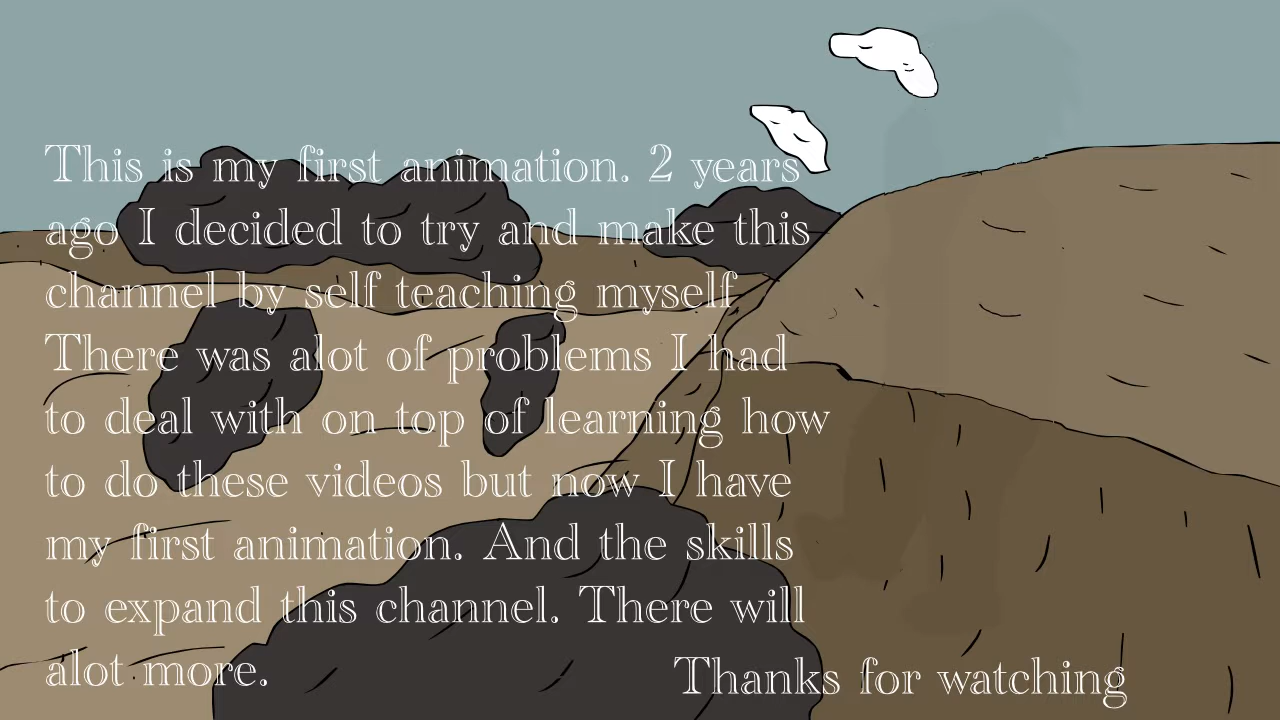 This is my first animation. 2 years
ago I decided to try and make this
channel by self teaching myself.
There was alot of problems I had
to deal with on top of learning how
to do these videos but now I have
my first animation. And the skills
to expand this channel. There will
alot more.
Thanks for watching